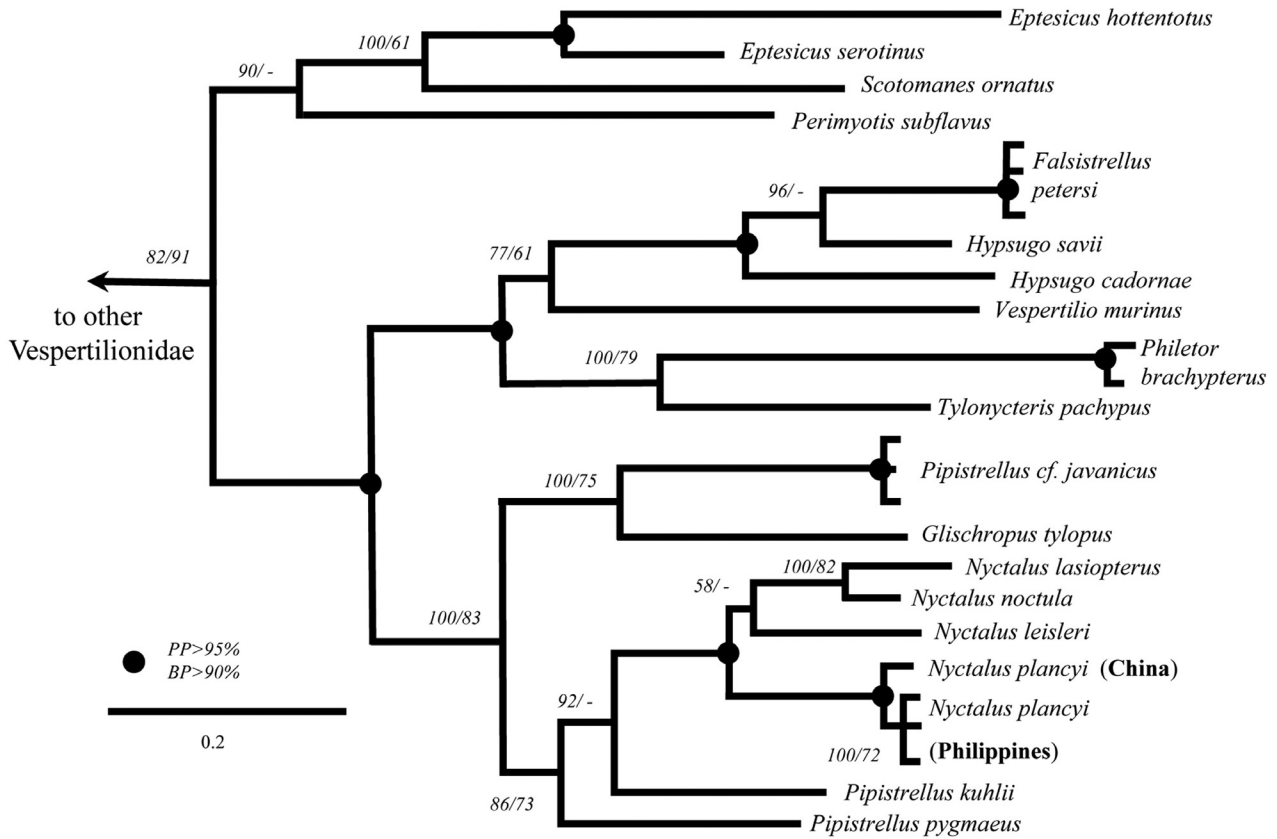 Eptesicus hottentotus
100/61
Eptesicus serotinus
90/ -
Scotomanes ornatus
Perimyotis subflavus
Falsistrellus
petersi
96/ -
Hypsugo savii
82/91
77/61
Hypsugo cadornae
to other
Vespertilionidae
Vespertilio murinus
100/79
Philetor
brachypterus
Tylonycteris pachypus
Pipistrellus cf. javanicus
100/75
Glischropus tylopus
100/82
Nyctalus lasiopterus
58/ -
Nyctalus noctula
100/83
Nyctalus leisleri
PP>95%
BP>90%
Nyctalus plancyi (China)
92/ -
Nyctalus plancyi
0.2
100/72
(Philippines)
86/73
Pipistrellus kuhlii
Pipistrellus pygmaeus